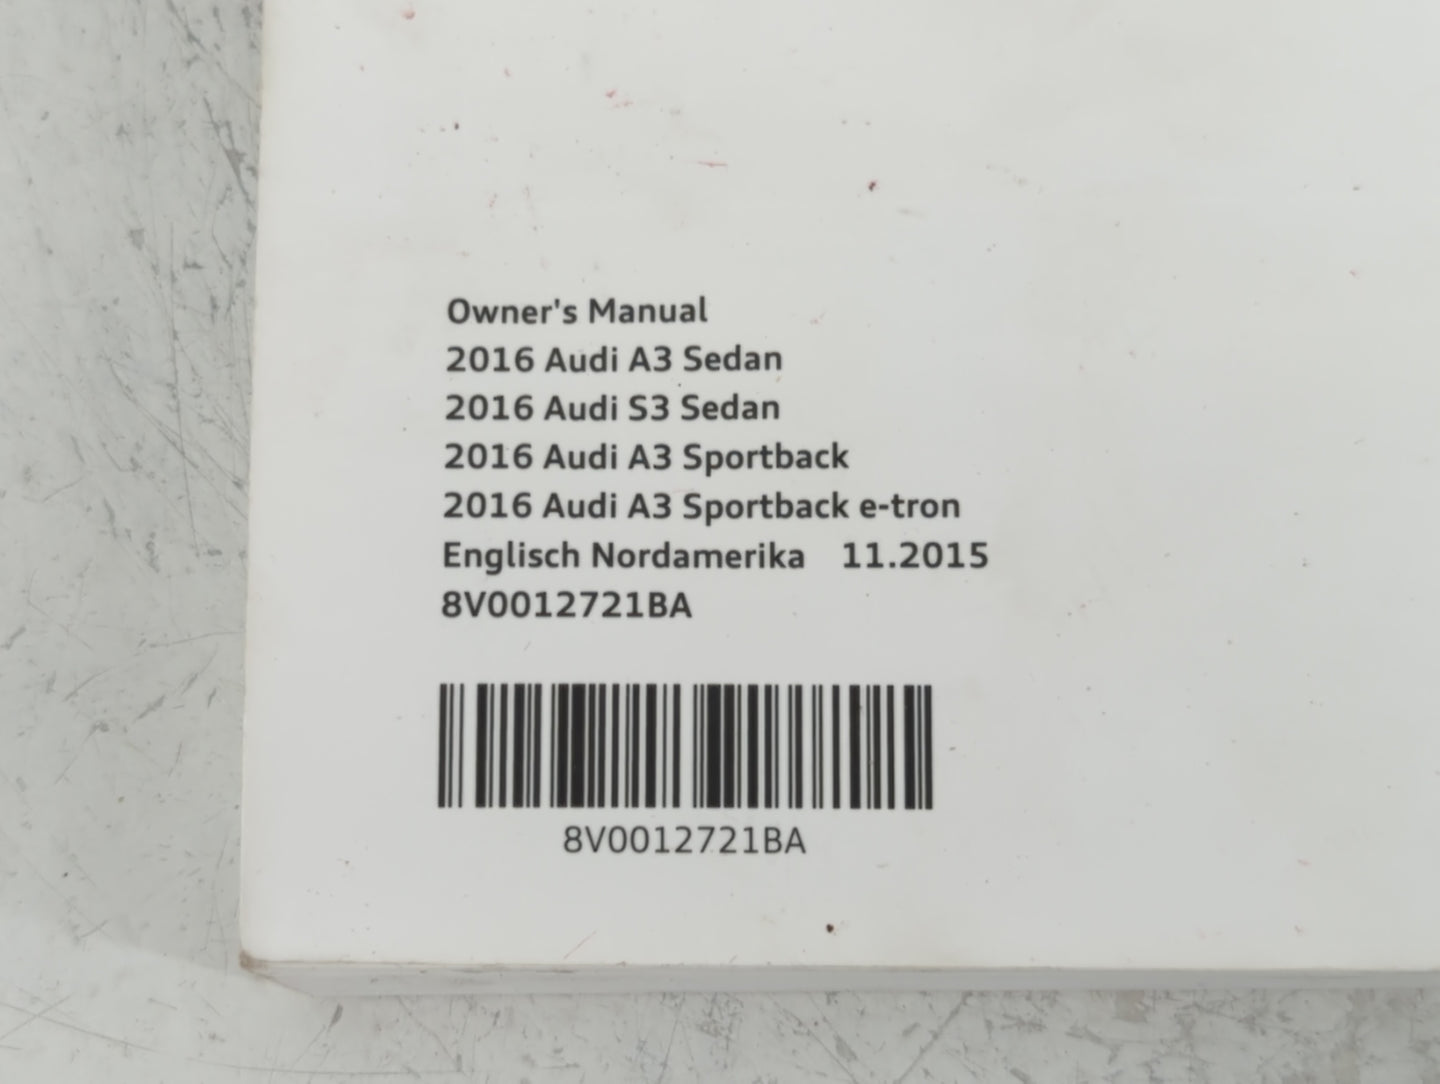 Owner's Manual
2016 Audi A3 Sedan
2016 Audi S3 Sedan
2016 Audi A3 Sportback
2016 Audi A3 Sportback e-tron
Englisch Nordamerika 11.2015
8V0012721BA
8V0012721BA